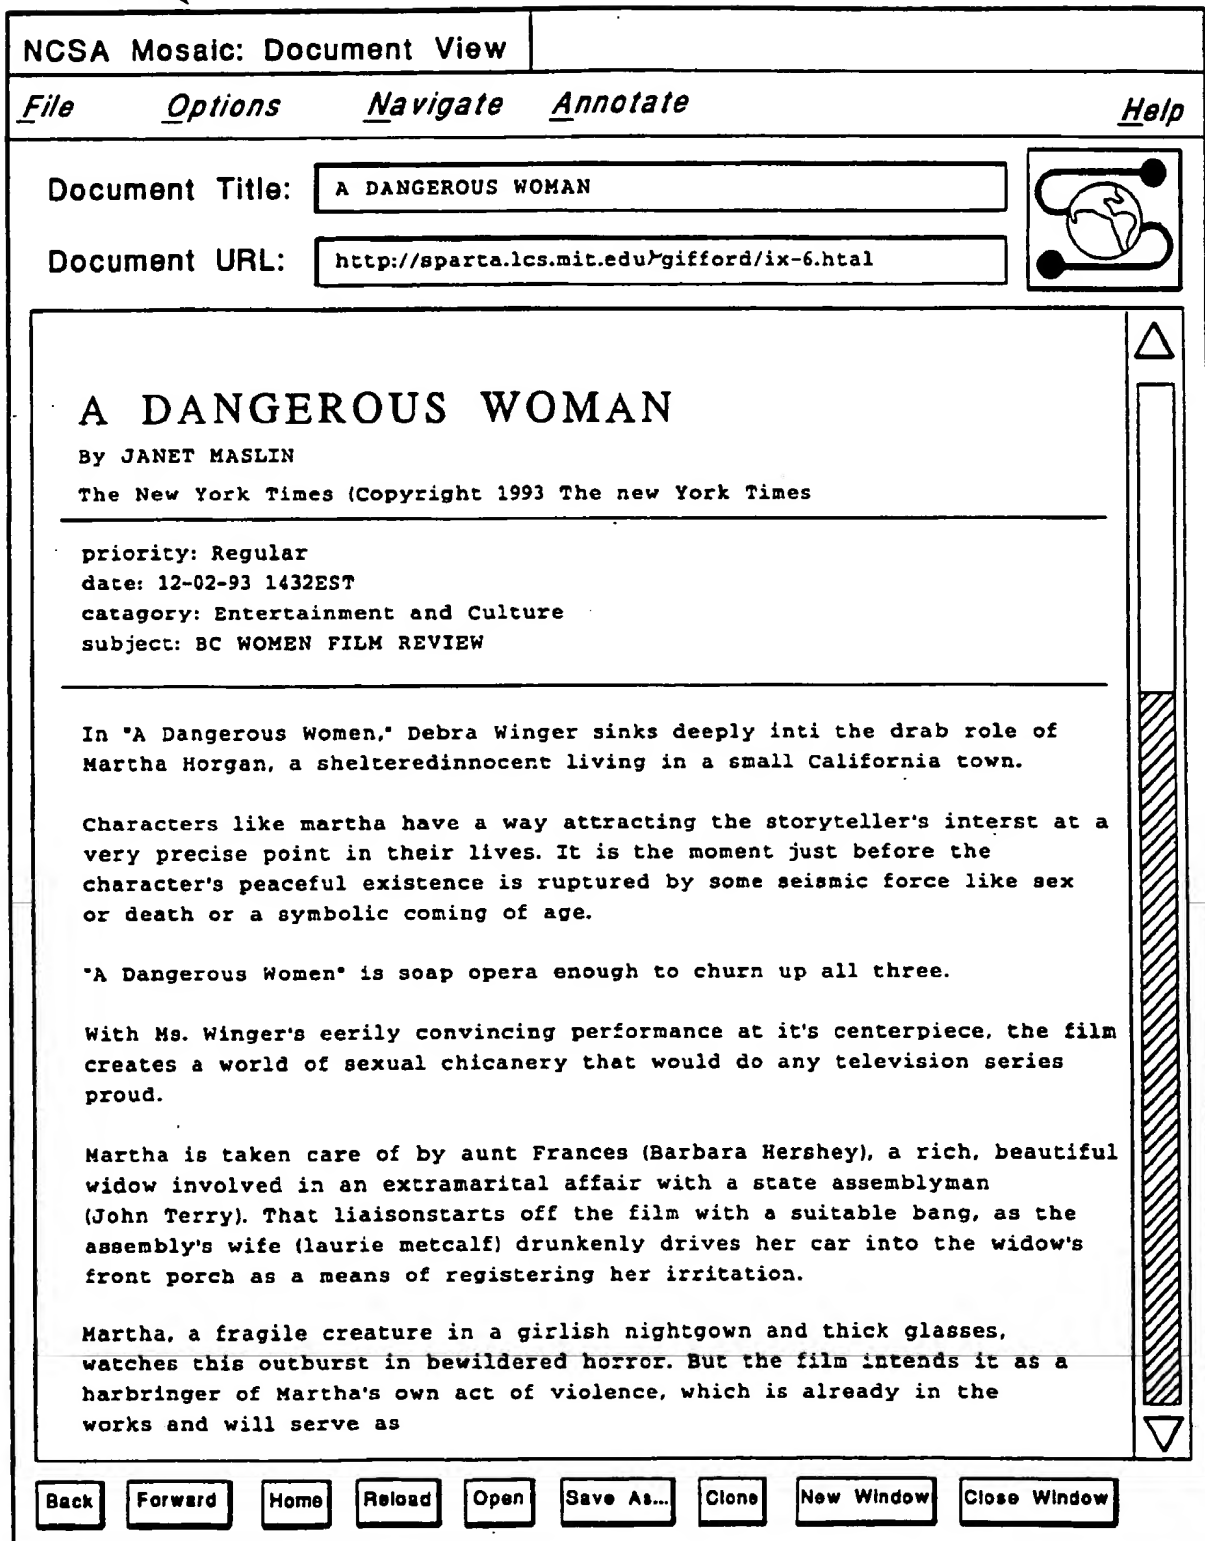 NCSA Mosaic: Document View
File Options Navigate Annotate Help
Document Title: A DANGEROUS WOMAN
Document URL: http://sparta.lcs.mit.edu/~gifford/ix-6.htal
A DANGEROUS WOMAN
By JANET MASLIN
The New York Times (Copyright 1993 The new York Times
priority: Regular
date: 12-02-93 1432EST
catagory: Entertainment and Culture
subject: BC WOMEN FILM REVIEW
In "A Dangerous Women," Debra Winger sinks deeply inti the drab role of
Martha Horgan, a shelteredinnocent living in a small California town.
Characters like martha have a way attracting the storyteller's interst at a
very precise point in their lives. It is the moment just before the
character's peaceful existence is ruptured by some seismic force like sex
or death or a symbolic coming of age.
"A Dangerous Women" is soap opera enough to churn up all three.
With Ms. Winger's eerily convincing performance at it's centerpiece, the film
creates a world of sexual chicanery that would do any television series
proud.
Martha is taken care of by aunt Frances (Barbara Hershey), a rich, beautiful
widow involved in an extramarital affair with a state assemblyman
(John Terry). That liaisonstarts off the film with a suitable bang, as the
assembly's wife (laurie metcalf) drunkenly drives her car into the widow's
front porch as a means of registering her irritation.
Martha, a fragile creature in a girlish nightgown and thick glasses,
watches this outburst in bewildered horror. But the film intends it as a
harbringer of Martha's own act of violence, which is already in the
works and will serve as
Back Forward Home Reload Open Save As... Clone New Window Close Window